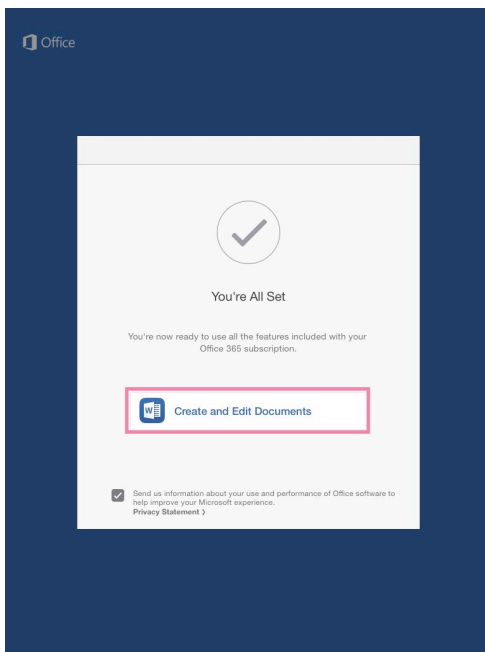 Office
You're All Set
You're now ready to use all the features included with your
Office 365 subscription.
W
Create and Edit Documents
Send us information about your use and performance of Office software to
help improve your Microsoft experience.
Privacy Statement >